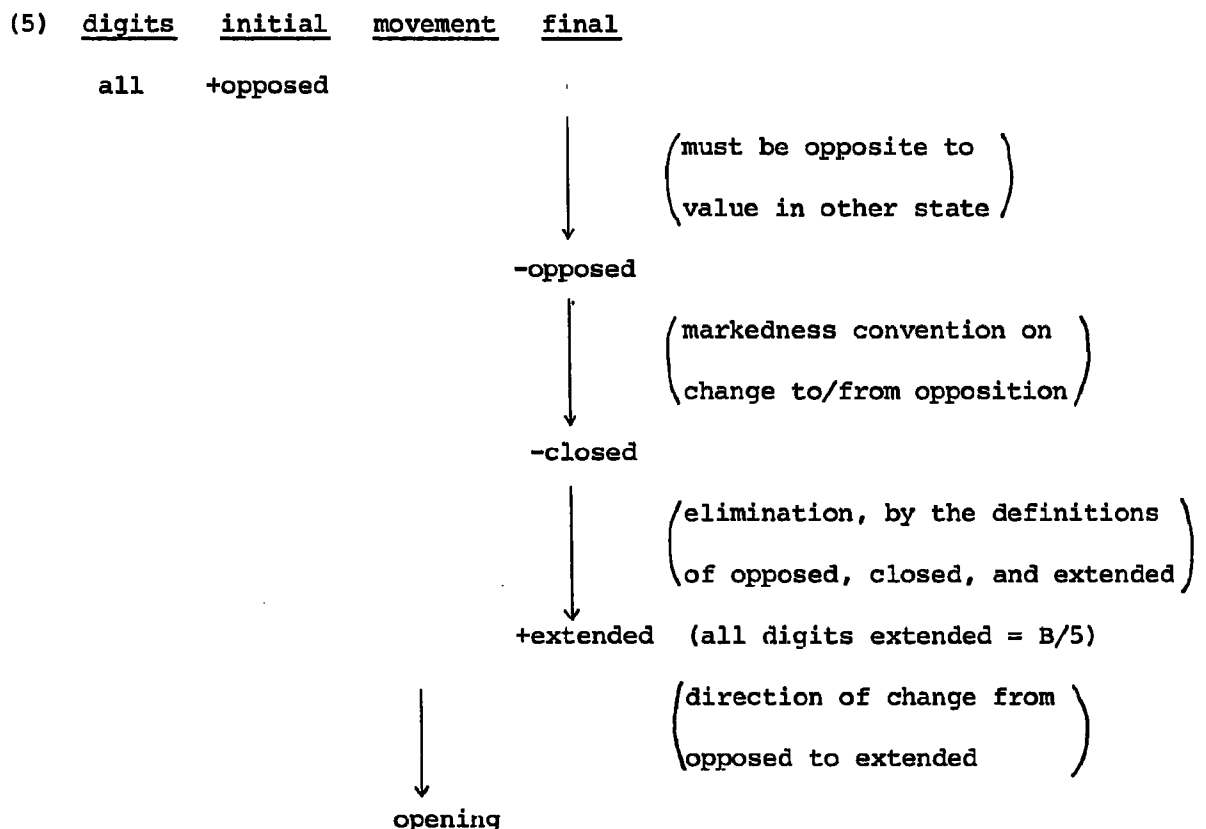 (5) digits initial movement final
all +opposed
must be opposite to
value in other state
-opposed
markedness convention on
change to/from opposition
-closed
elimination, by the definitions
of opposed, closed, and extended
+extended (all digits extended = B/5)
direction of change from
opposed to extended
opening